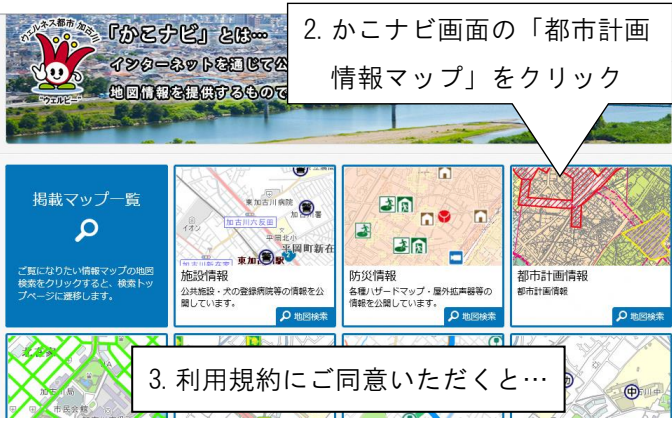 ウェルネス都市・加古川
"ウェルピー"
「かこナビ」とは…
インターネットを通じて公
地図情報を提供するもので
2. かこナビ画面の「都市計画
情報マップ」をクリック
掲載マップ一覧
ご覧になりたい情報マップの地図
検索をクリックすると、検索トッ
プページに遷移します。
イオン
東加古川病院
加古川六反田
平岡北小
平岡町新在
施設情報
公共施設・犬の登録病院等の情報を公
開しています。
地図検索
防災情報
各種ハザードマップ・屋外拡声器等の
情報を公開しています。
地図検索
都市計画情報
都市計画情報
地図検索
市民会館
3. 利用規約にご同意いただくと…